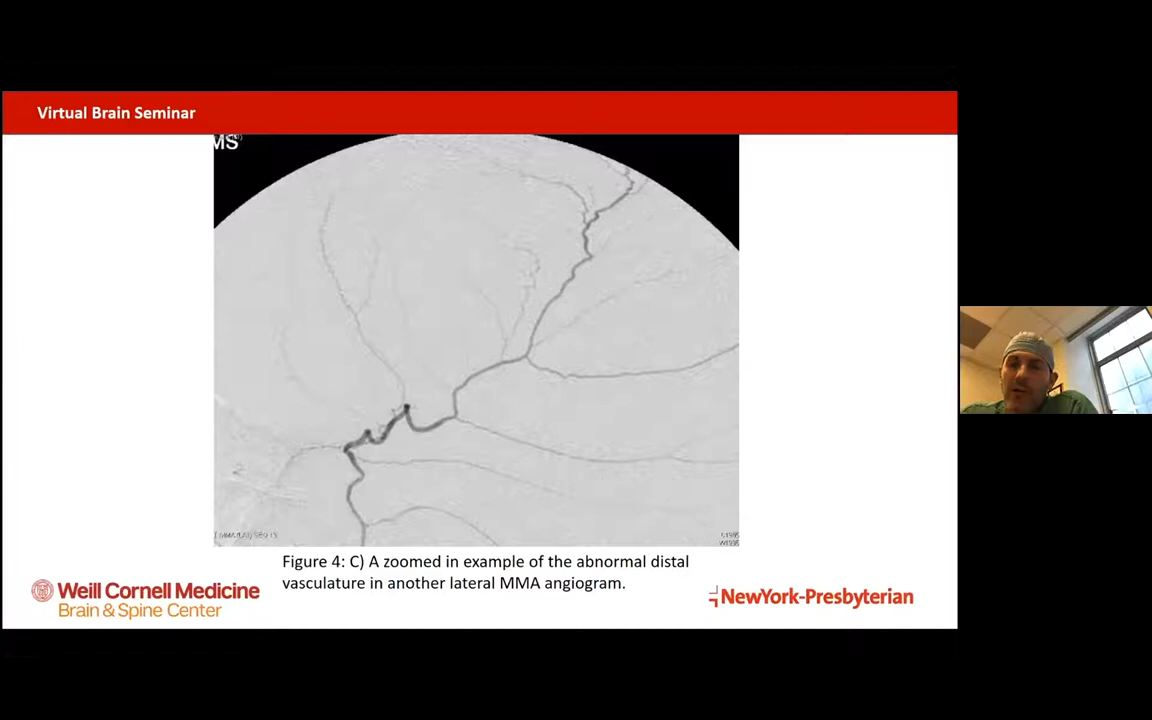 Virtual Brain Seminar
Figure 4: C) A zoomed in example of the abnormal distal
vasculature in another lateral MMA angiogram.
Weill Cornell Medicine
Brain & Spine Center
NewYork-Presbyterian